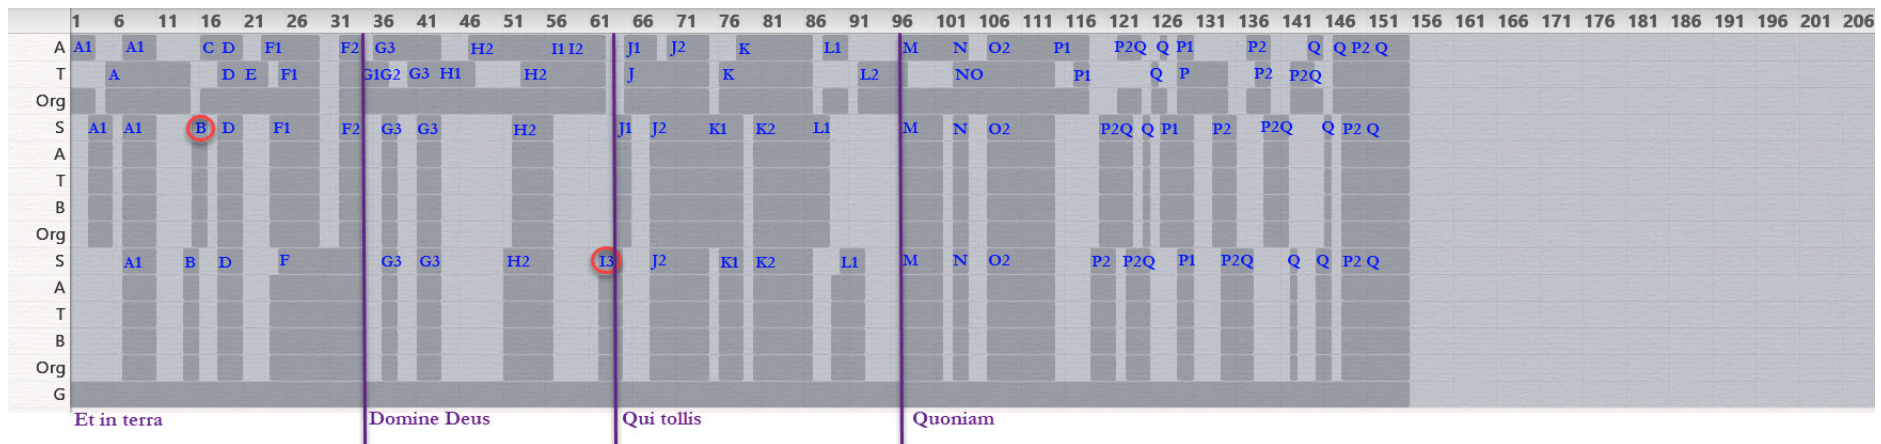 1 6 11 16 21 26 31 36 41 46 51 56 61 66 71 76 81 86 91 96 101 106 111 116 121 126 131 136 141 146 151 156 161 166 171 176 181 186 191 196 201 206
A A1 A1 C D F1 F2 G3 H2 I1 I2 J1 J2 K L1 M N O2 P1 P2Q Q P1 P2 Q Q P2 Q
T A D E F1 G1G2 G3 H1 H2 J K L2 NO P1 Q P P2 P2Q
Org
S A1 A1 B D F1 F2 G3 G3 H2 J1 J2 K1 K2 L1 M N O2 P2Q Q P1 P2 P2Q Q P2 Q
A
T
B
Org
S A1 B D F G3 G3 H2 I3 J2 K1 K2 L1 M N O2 P2 P2Q P1 P2Q Q Q P2 Q
A
T
B
Org
G
Et in terra Domine Deus Qui tollis Quoniam